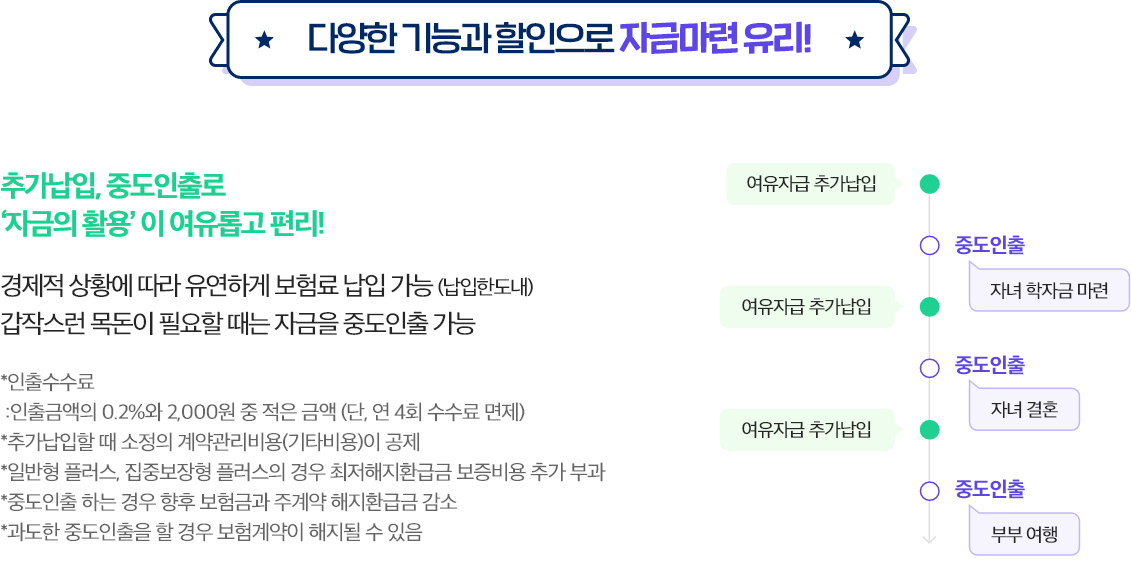 다양한 기능과 할인으로 자금마련 유리!
추가납입, 중도인출로
‘자금의 활용’ 이 여유롭고 편리!
경제적 상황에 따라 유연하게 보험료 납입 가능 (납입한도내)
갑작스런 목돈이 필요할 때는 자금을 중도인출 가능
*인출수수료
:인출금액의 0.2%와 2,000원 중 적은 금액 (단, 연 4회 수수료 면제)
*추가납입할 때 소정의 계약관리비용(기타비용)이 공제
*일반형 플러스, 집중보장형 플러스의 경우 최저해지환급금 보증비용 추가 부과
*중도인출 하는 경우 향후 보험금과 주계약 해지환급금 감소
*과도한 중도인출을 할 경우 보험계약이 해지될 수 있음
여유자급 추가납입
중도인출
자녀 학자금 마련
여유자급 추가납입
중도인출
자녀 결혼
여유자급 추가납입
중도인출
부부 여행